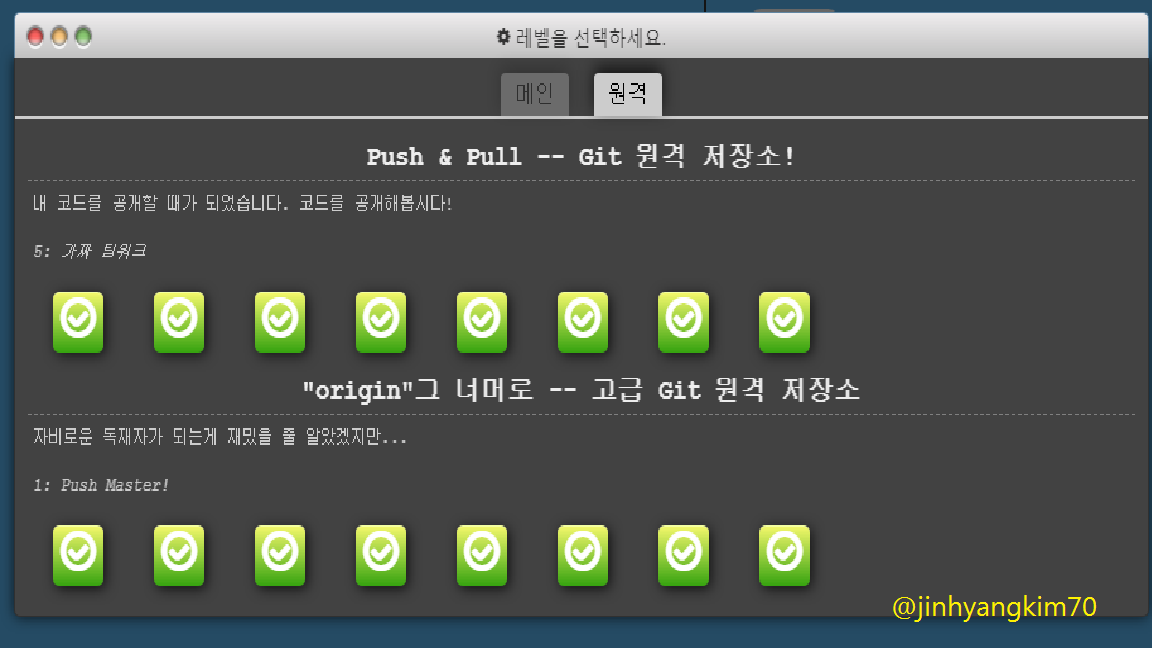 레벨을 선택하세요.
메인 원격
Push & Pull -- Git 원격 저장소!
내 코드를 공개할 때가 되었습니다. 코드를 공개해봅시다!
5: 가짜 팀워크
"origin"그 너머로 -- 고급 Git 원격 저장소
자비로운 독재자가 되는게 재밌을 줄 알았겠지만...
1: Push Master!
@jinhyangkim70